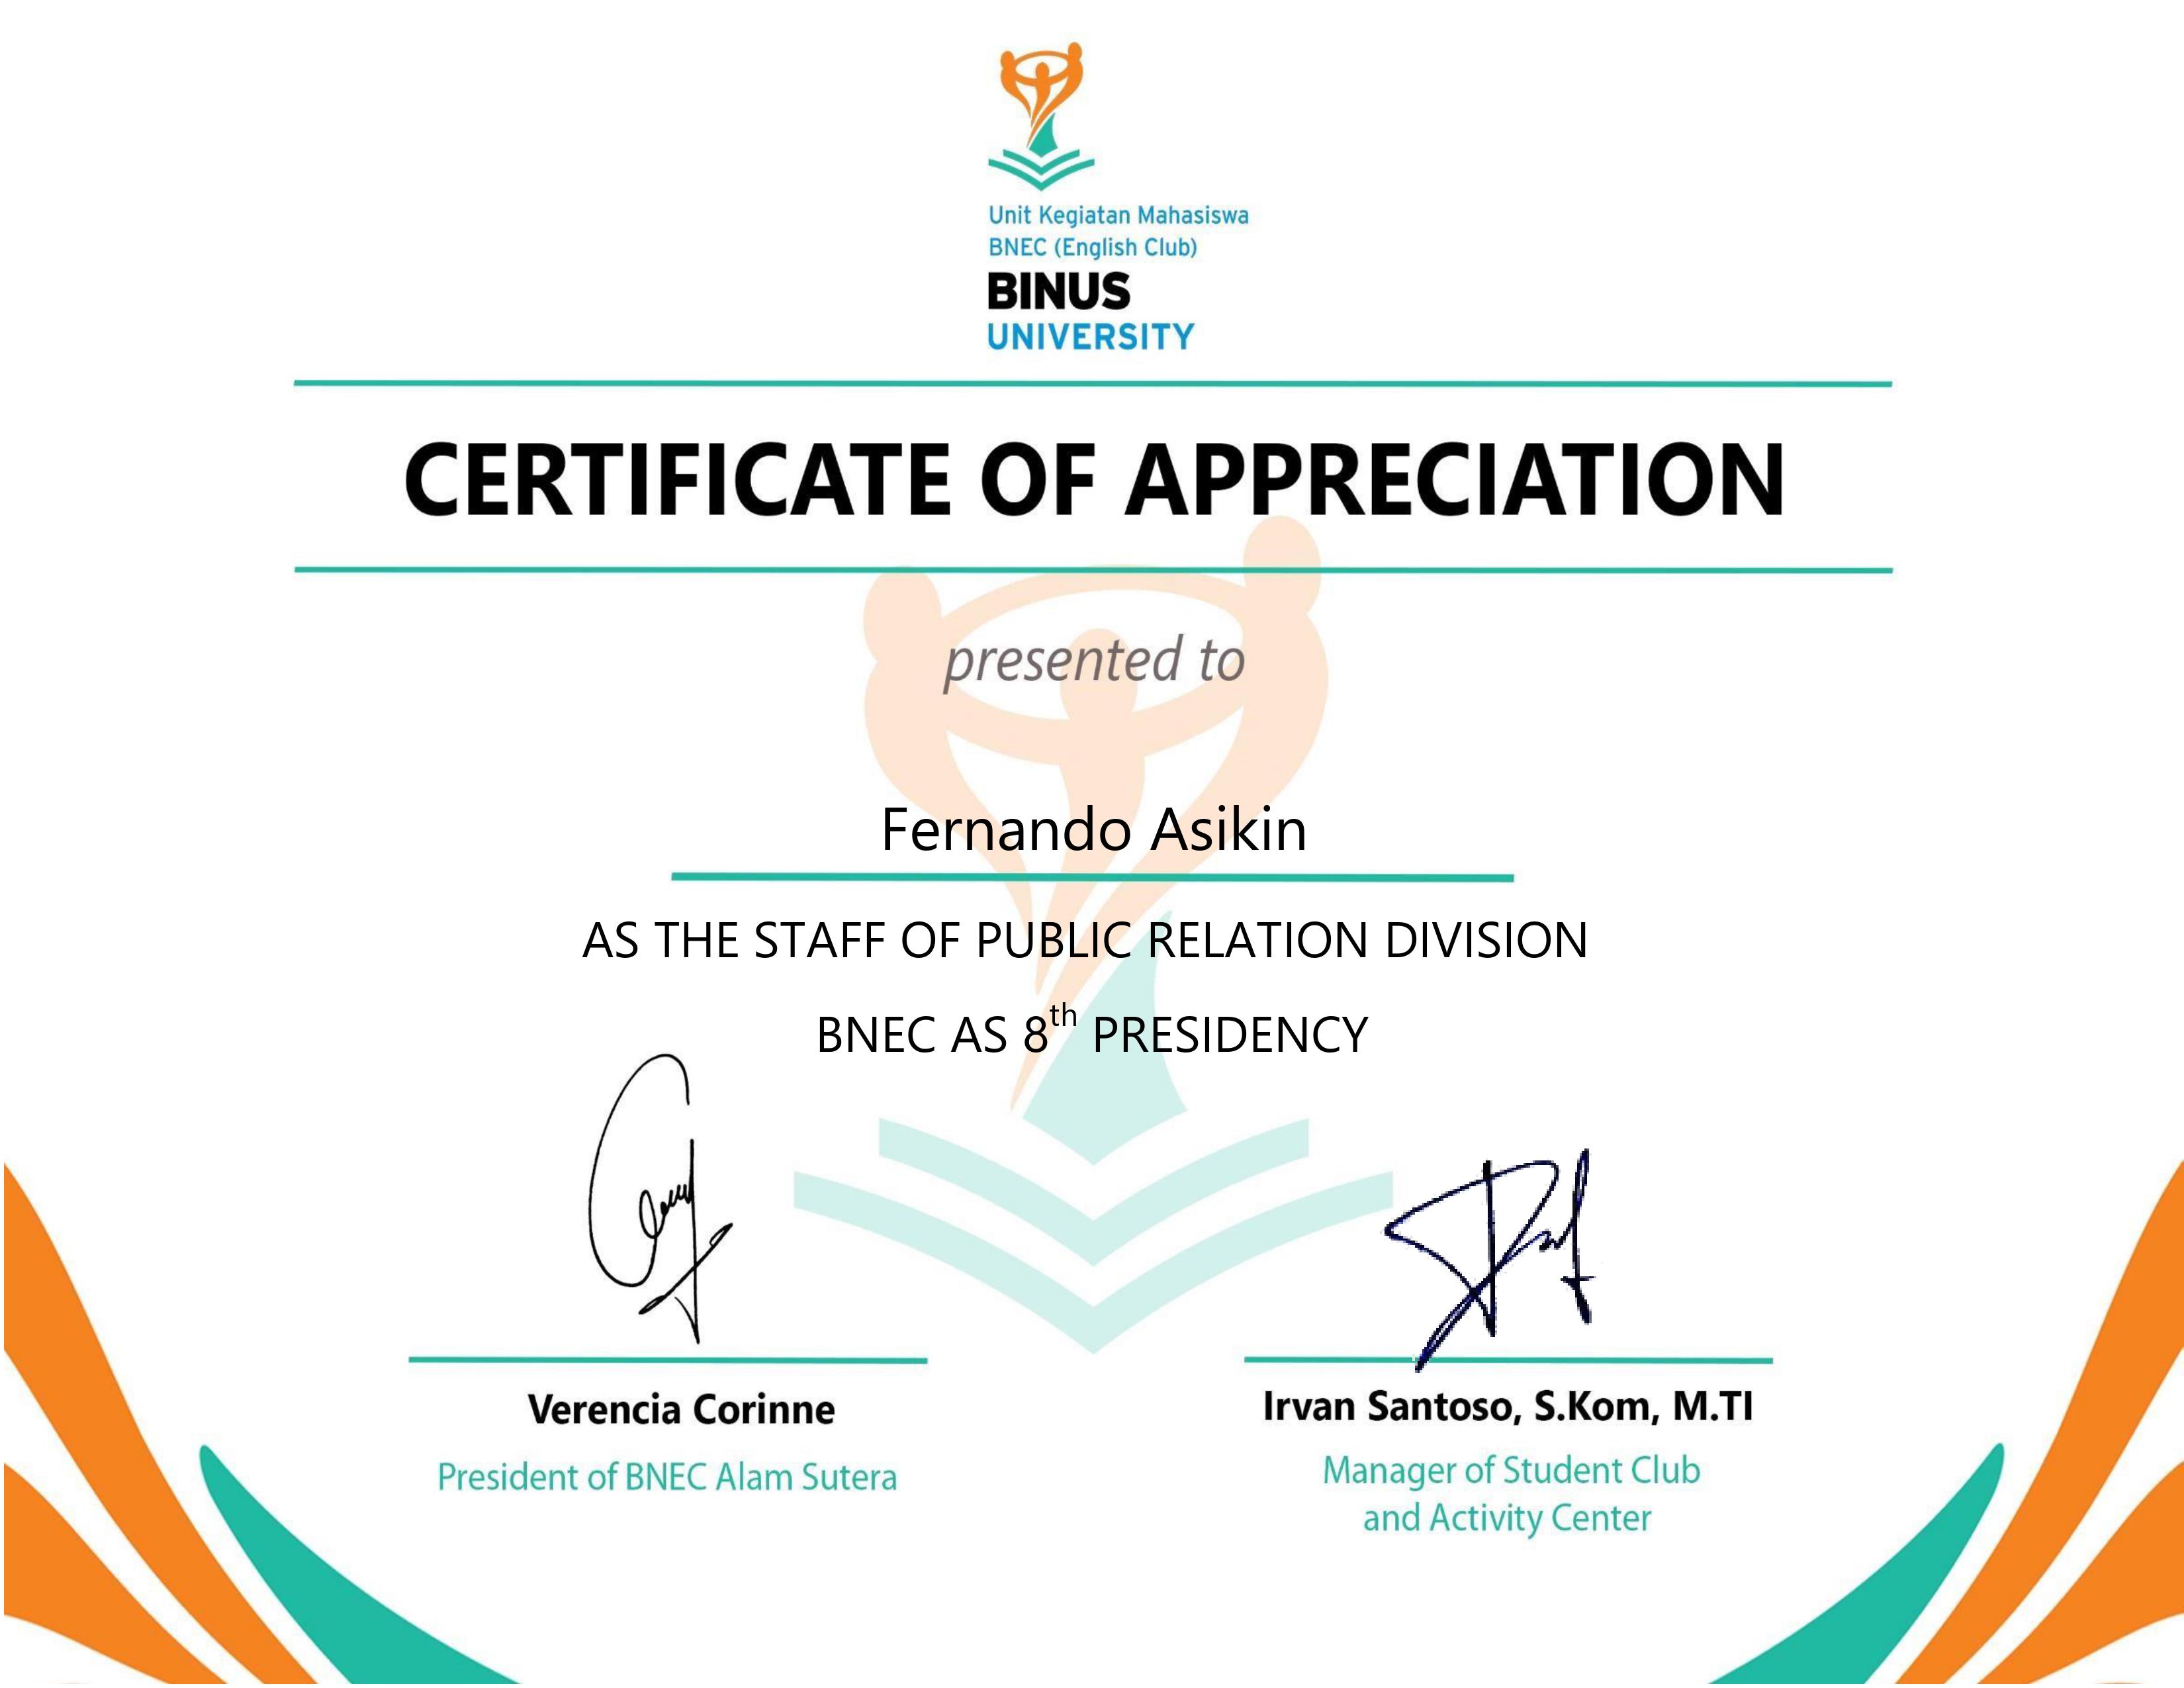 Unit Kegiatan Mahasiswa
BNEC (English Club)
BINUS
UNIVERSITY
CERTIFICATE OF APPRECIATION
presented to
Fernando Asikin
AS THE STAFF OF PUBLIC RELATION DIVISION
BNEC AS 8th PRESIDENCY
Verencia Corinne
President of BNEC Alam Sutera
Irvan Santoso, S.Kom, M.TI
Manager of Student Club
and Activity Center